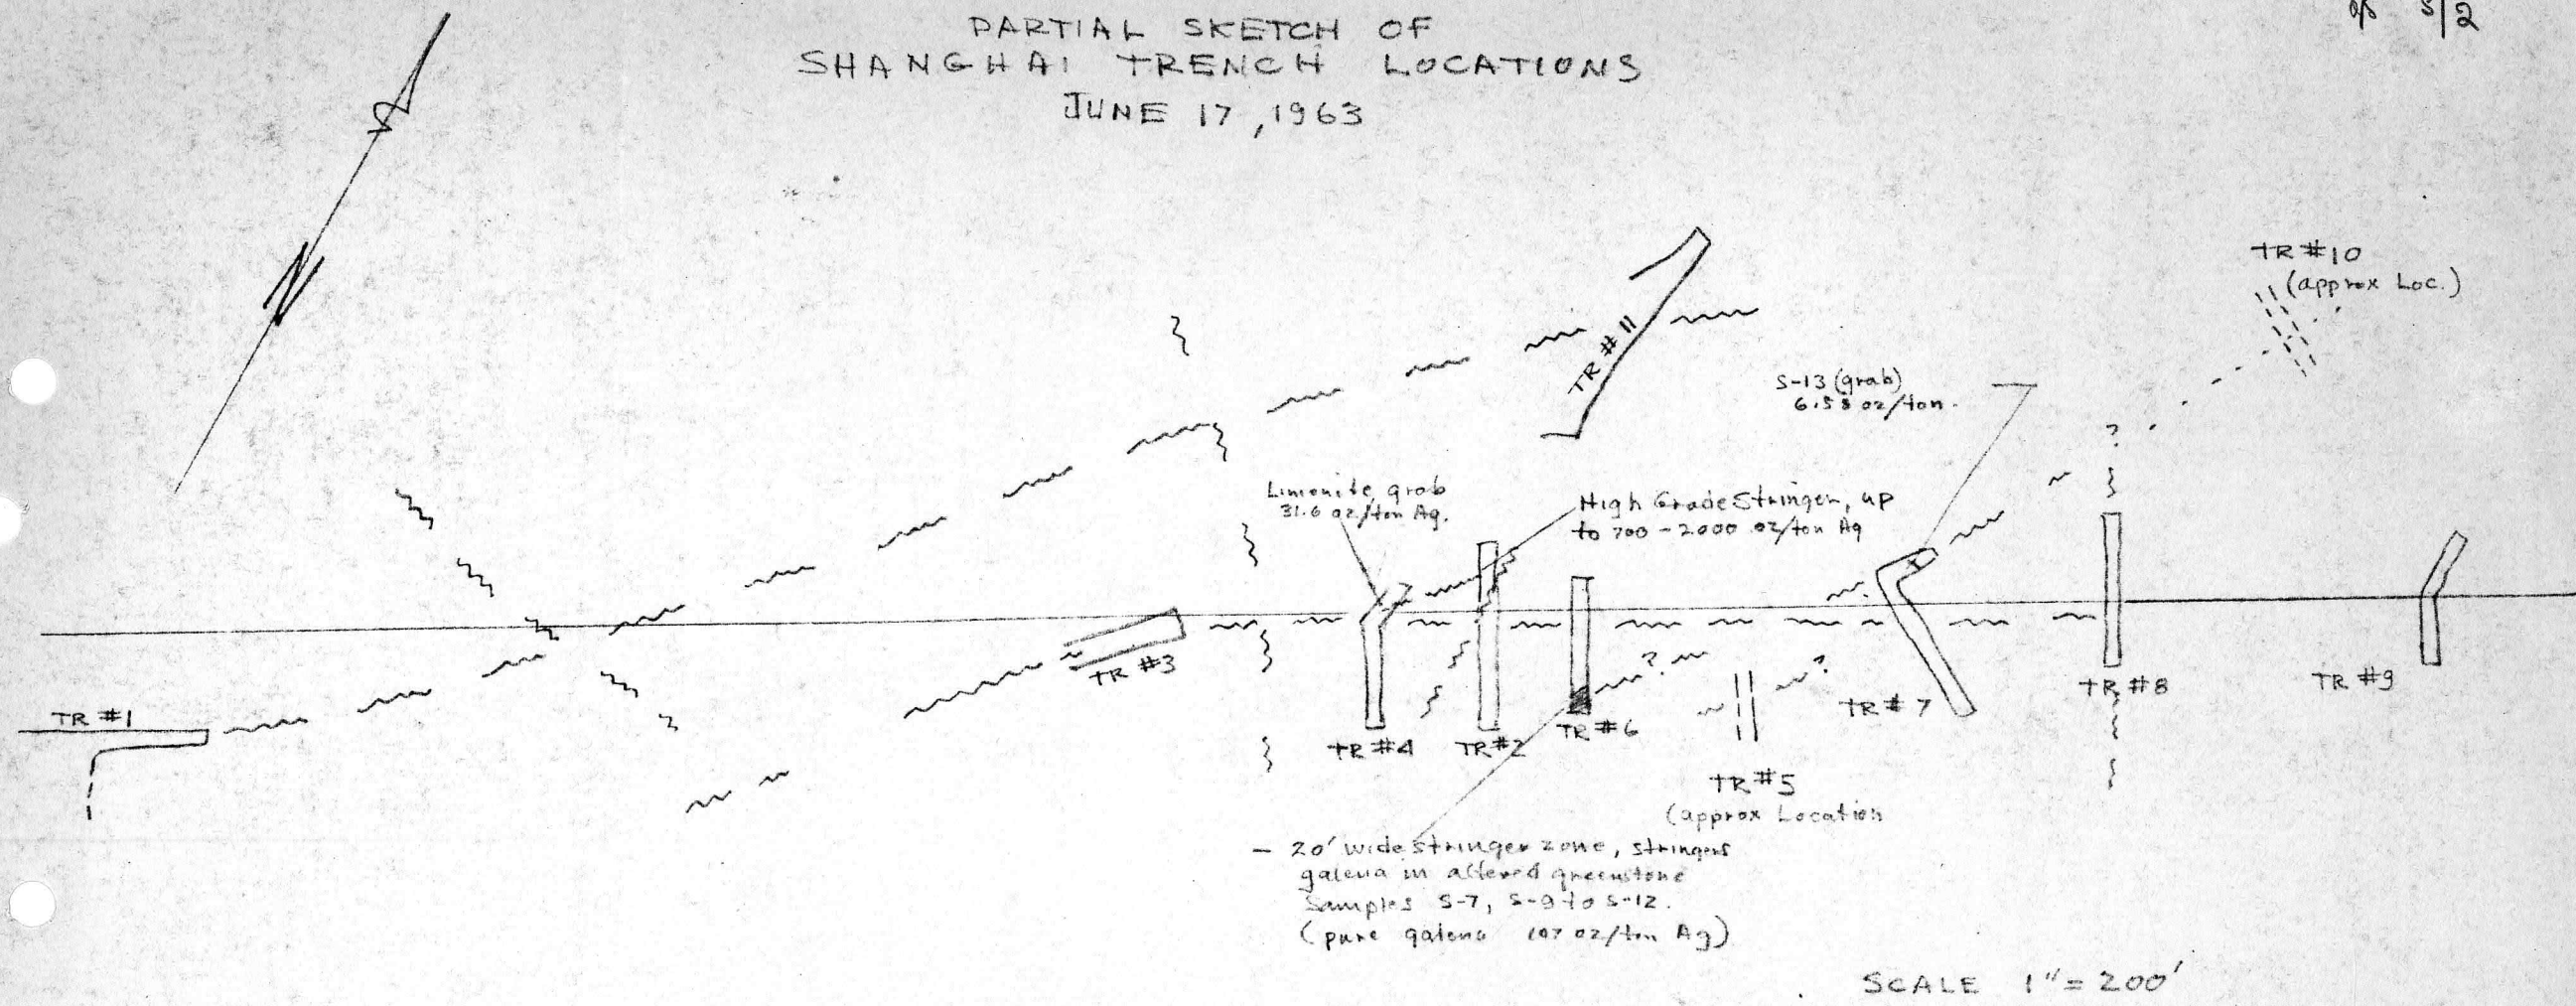 S/2
PARTIAL SKETCH OF
SHANGHAI TRENCH LOCATIONS
JUNE 17, 1963
N
TR #10
(approx Loc.)
TR #11
S-13 (grab)
6.58 oz/ton.
Limonite, grab
31.6 oz/ton Ag.
High Grade Stringer, up
to 700 - 2000 oz/ton Ag
?
TR #3
TR #1
?
?
TR #7
TR #8
TR #9
TR #4
TR #2
TR #6
TR #5
(approx Location
- 20' wide stringer zone, stringers
galena in altered greenstone
Samples S-7, S-9 to S-12.
(pure galena oz/ton Ag)
SCALE 1" = 200'